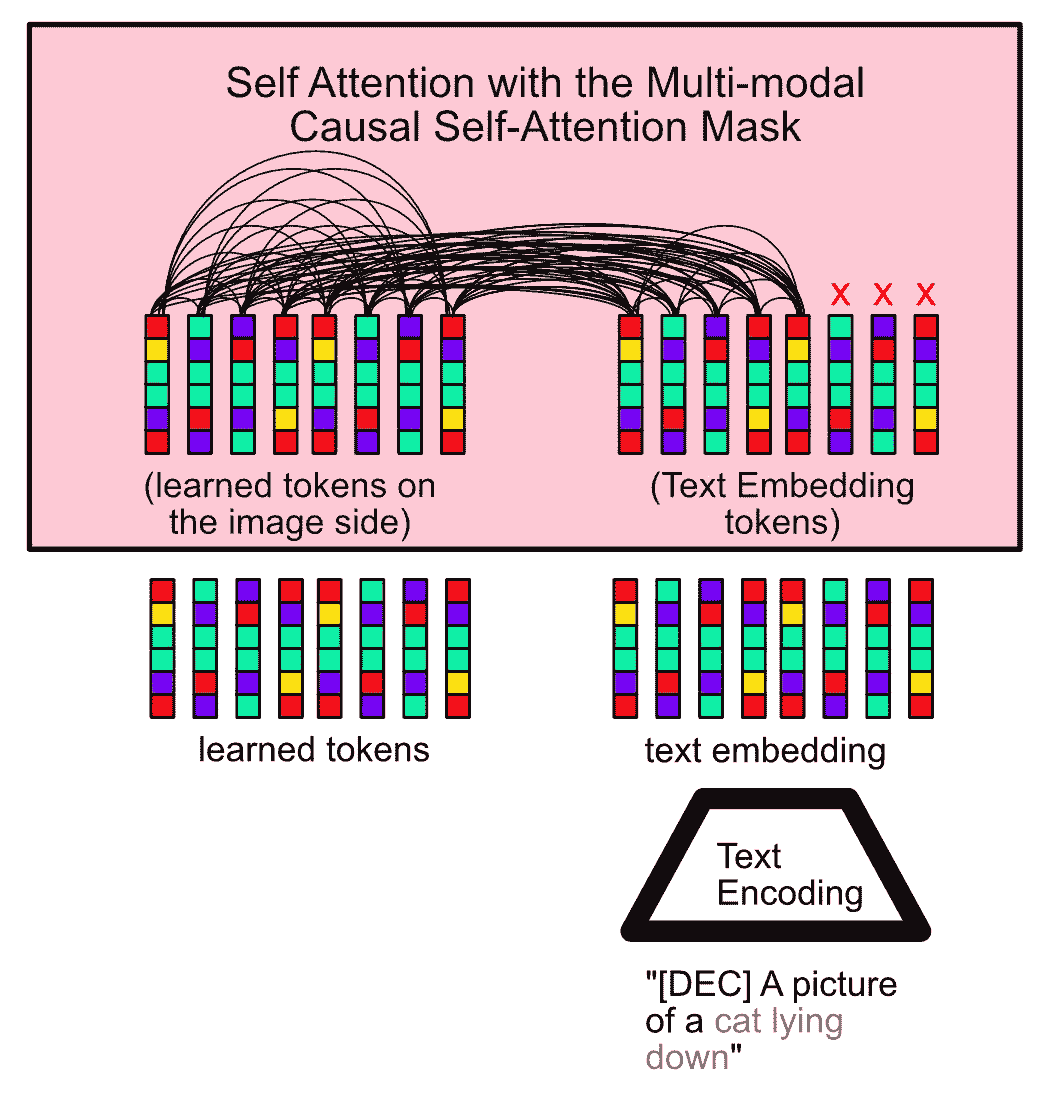 Self Attention with the Multi-modal
Causal Self-Attention Mask
X X X
(learned tokens on
the image side)
(Text Embedding
tokens)
learned tokens
text embedding
Text
Encoding
"[DEC] A picture
of a cat lying
down"